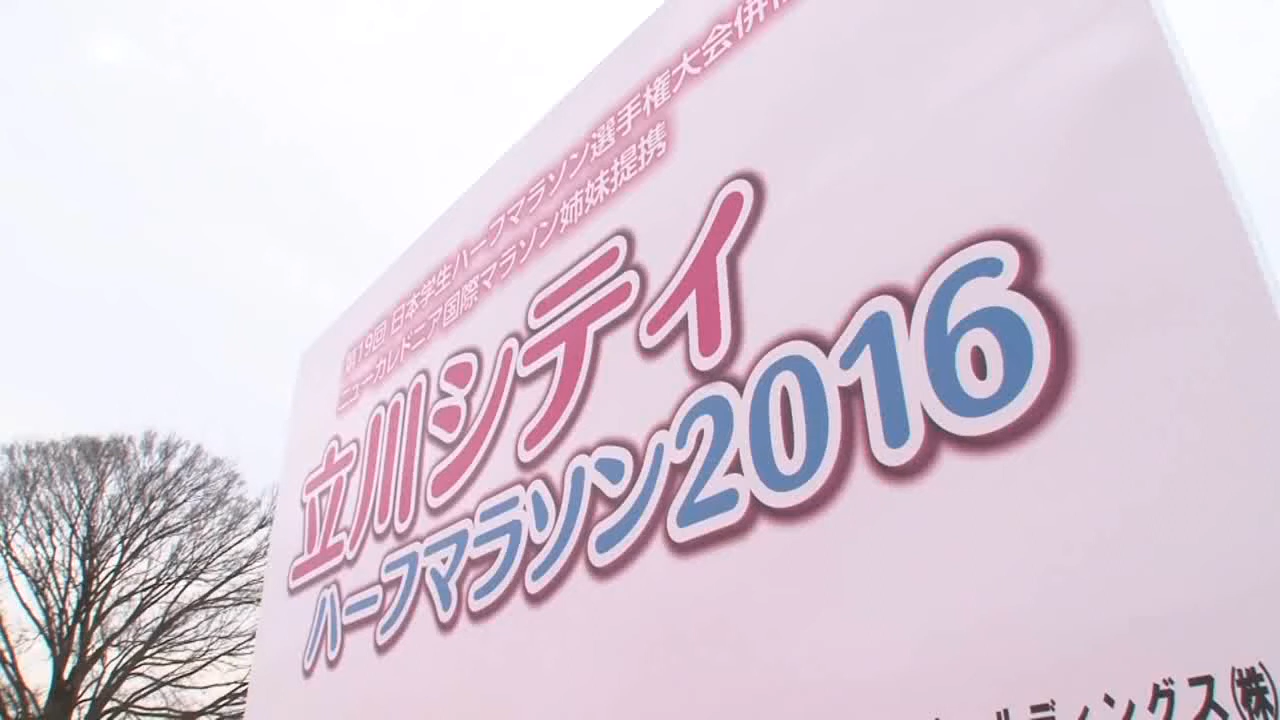 第19回 日本学生ハーフマラソン選手権大会併催
ニューカレドニア国際マラソン姉妹提携
立川シティ
ハーフマラソン2016
ールディングス㈱